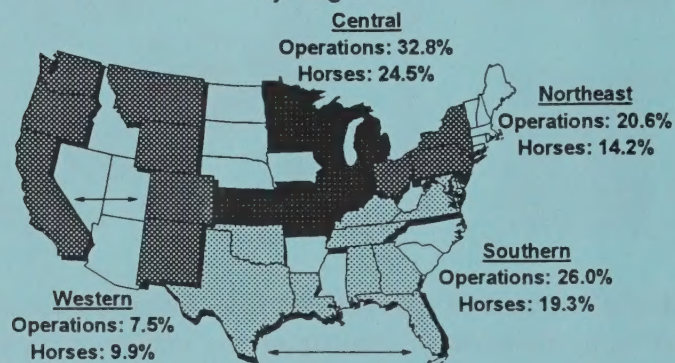 Central
Operations: 32.8%
Horses: 24.5%
Northeast
Operations: 20.6%
Horses: 14.2%
Southern
Operations: 26.0%
Horses: 19.3%
Western
Operations: 7.5%
Horses: 9.9%